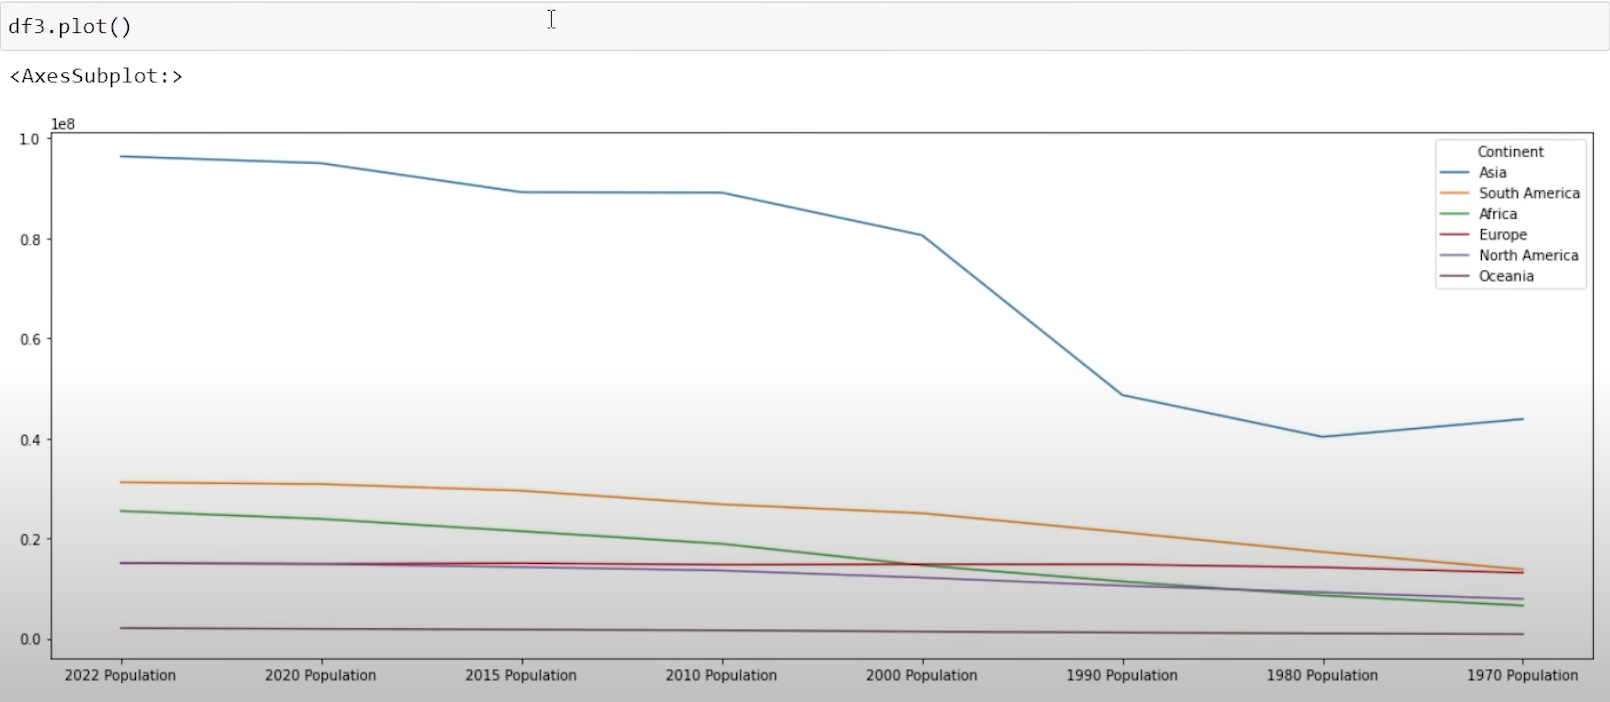 df3.plot()
<AxesSubplot:>
1e8
1.0
0.8
0.6
0.4
0.2
0.0
Continent
Asia
South America
Africa
Europe
North America
Oceania
2022 Population 2020 Population 2015 Population 2010 Population 2000 Population 1990 Population 1980 Population 1970 Population